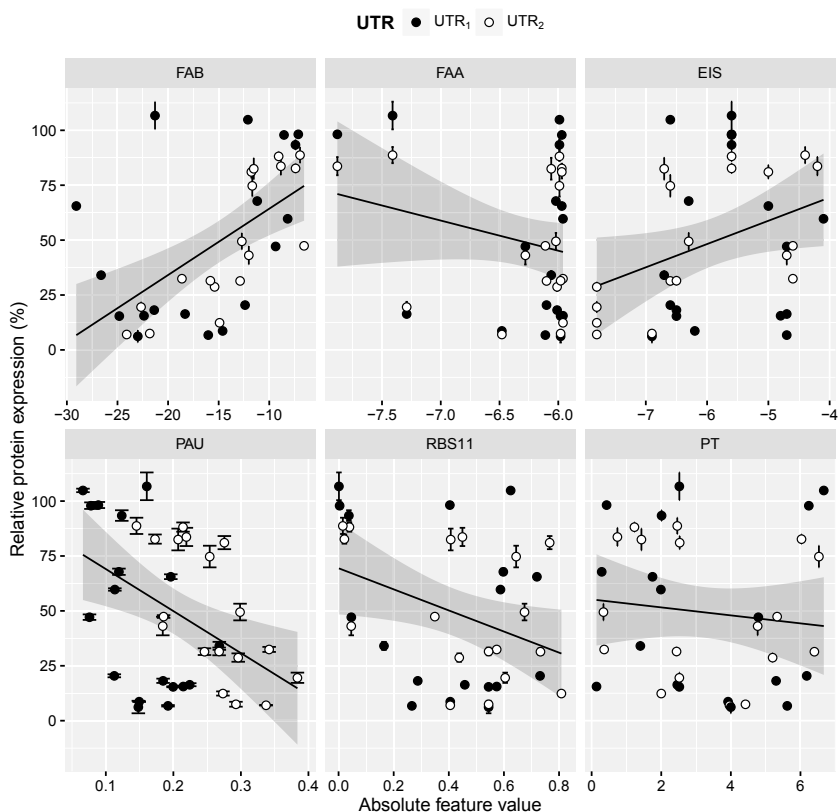 UTR UTR₁ UTR₂
FAB FAA EIS
100
75
50
25
0
−30 −25 −20 −15 −10 −7.5 −7.0 −6.5 −6.0 −7 −6 −5 −4
Relative protein expression (%)
PAU RBS11 PT
100
75
50
25
0
0.1 0.2 0.3 0.4 0.0 0.2 0.4 0.6 0.8 0 2 4 6
Absolute feature value